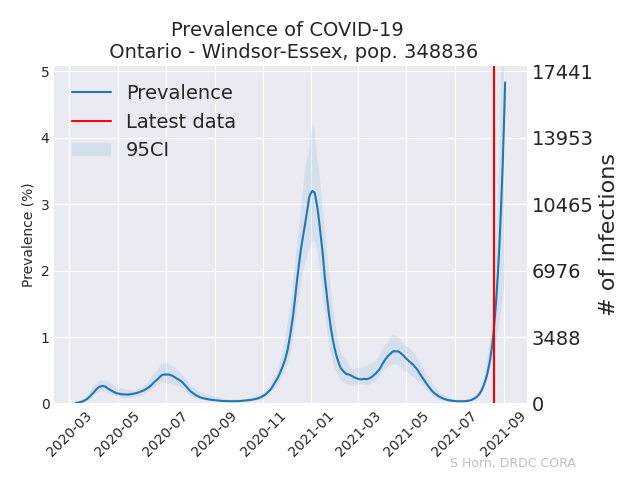 Prevalence of COVID-19
Ontario - Windsor-Essex, pop. 348836
Prevalence
Latest data
95CI
Prevalence (%)
5
4
3
2
1
0
17441
13953
10465
6976
3488
0
# of infections
2020-03
2020-05
2020-07
2020-09
2020-11
2021-01
2021-03
2021-05
2021-07
2021-09
S Horn, DRDC CORA